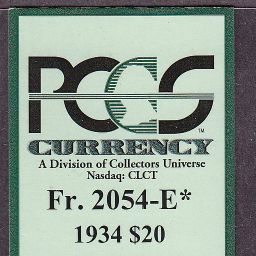 PCGS
™
CURRENCY
A Division of Collectors Universe
Nasdaq: CLCT
Fr. 2054-E*
1934 $20